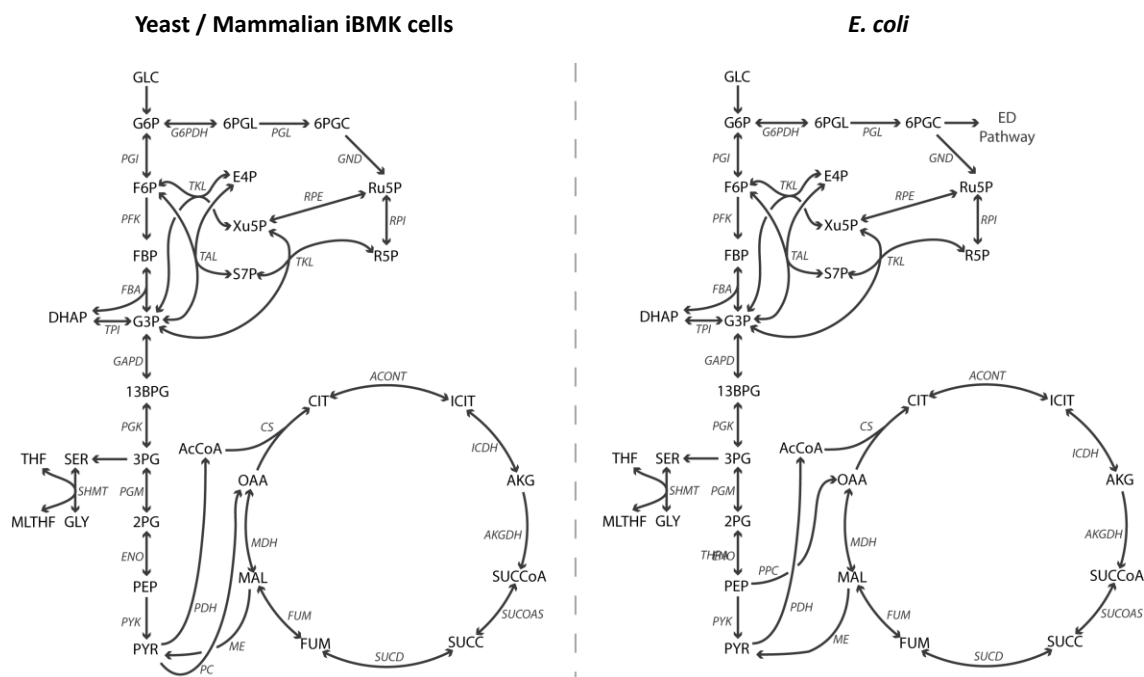 Yeast / Mammalian iBMK cells
GLC
G6P G6PDH 6PGL PGL 6PGC
PGI GND
F6P TKL E4P Ru5P
RPE
PFK Xu5P RPI
FBP TAL S7P TKL R5P
FBA
DHAP TPI G3P
GAPD
13BPG CIT ACONT ICIT
PGK AcCoA CS ICDH
THF SER 3PG
SHMT PGM OAA AKG
MLTHF GLY 2PG
ENO MDH AKGDH
PEP MAL SUCCoA
PYK PDH FUM SUCOAS
PYR ME FUM SUCC
PC SUCD
E. coli
GLC
G6P G6PDH 6PGL PGL 6PGC ED
Pathway
PGI GND
F6P TKL E4P Ru5P
RPE
PFK Xu5P RPI
FBP TAL S7P TKL R5P
FBA
DHAP TPI G3P
GAPD
13BPG CIT ACONT ICIT
PGK AcCoA CS ICDH
THF SER 3PG
SHMT PGM OAA AKG
MLTHF GLY 2PG
MDH AKGDH
PEP PPC MAL SUCCoA
PYK PDH FUM SUCOAS
PYR ME FUM SUCC
SUCD